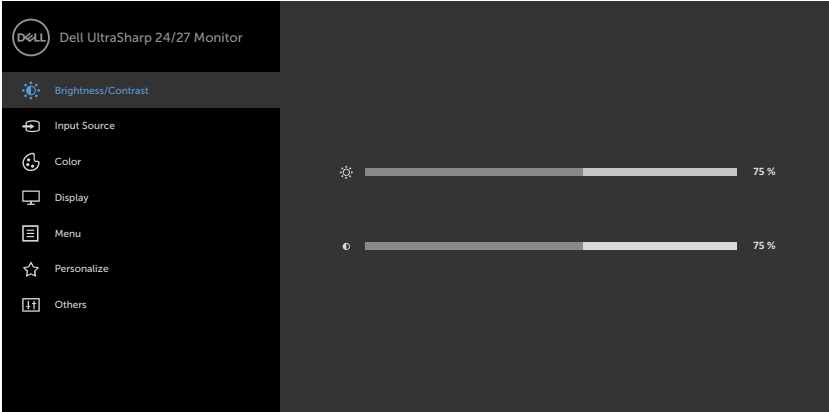 DELL
Dell UltraSharp 24/27 Monitor
Brightness/Contrast
Input Source
Color
Display
Menu
Personalize
Others
75 %
75 %